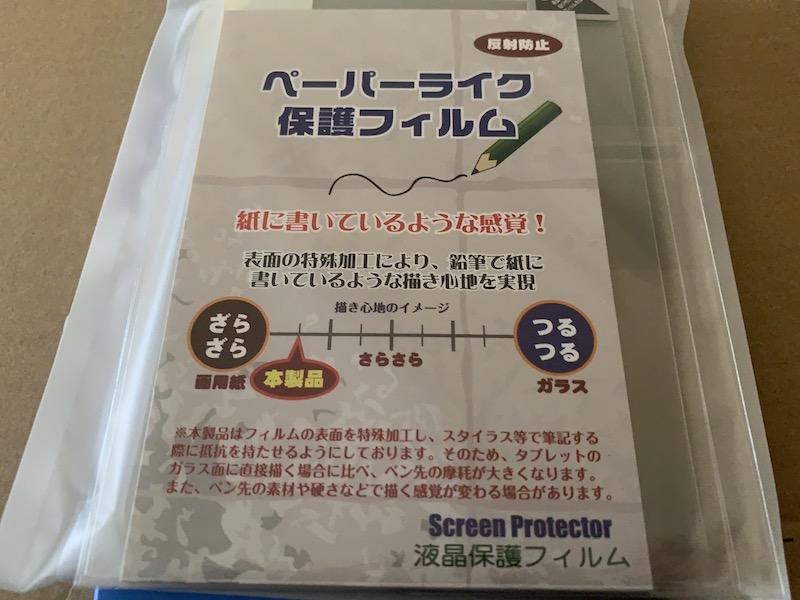 反射防止
ペーパーライク
保護フィルム
紙に書いているような感覚！
表面の特殊加工により、鉛筆で紙に
書いているような描き心地を実現
描き心地のイメージ
ざら
ざら
つる
つる
さらさら
画用紙
本製品
ガラス
※本製品はフィルムの表面を特殊加工し、スタイラス等で筆記する
際に抵抗を持たせるようにしております。そのため、タブレットの
ガラス面に直接描く場合に比べ、ペン先の摩耗が大きくなります。
また、ペン先の素材や硬さなどで描く感覚が変わる場合があります。
Screen Protector
液晶保護フィルム